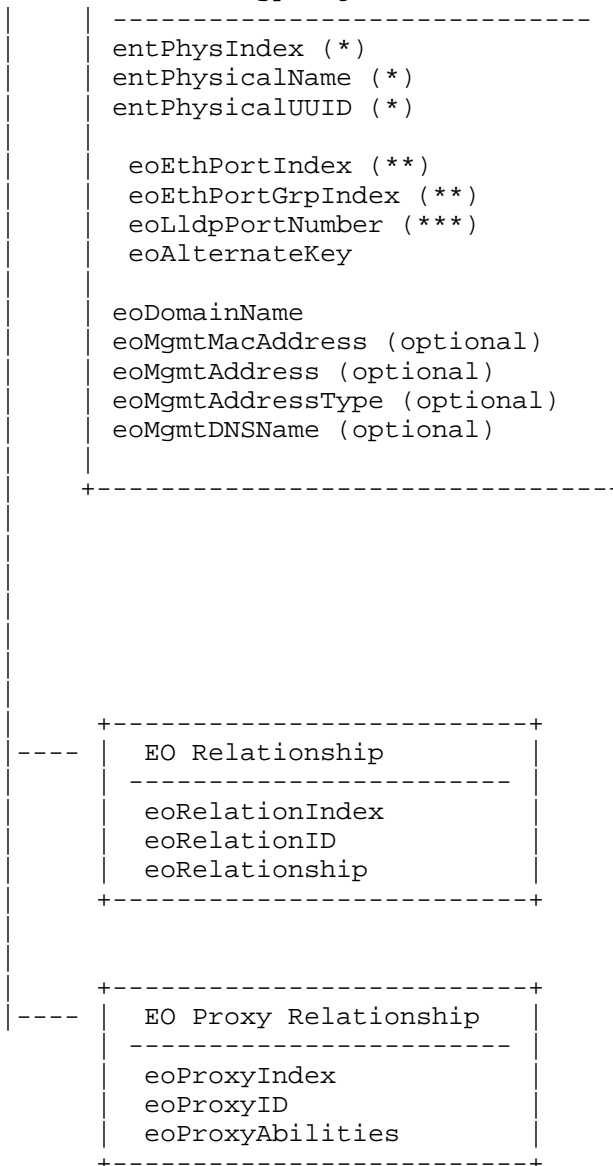 -----------------------------
entPhysIndex (*)
entPhysicalName (*)
entPhysicalUUID (*)
eoEthPortIndex (**)
eoEthPortGrpIndex (**)
eoLldpPortNumber (***)
eoAlternateKey
eoDomainName
eoMgmtMacAddress (optional)
eoMgmtAddress (optional)
eoMgmtAddressType (optional)
eoMgmtDNSName (optional)
EO Relationship
eoRelationIndex
eoRelationID
eoRelationship
EO Proxy Relationship
eoProxyIndex
eoProxyID
eoProxyAbilities